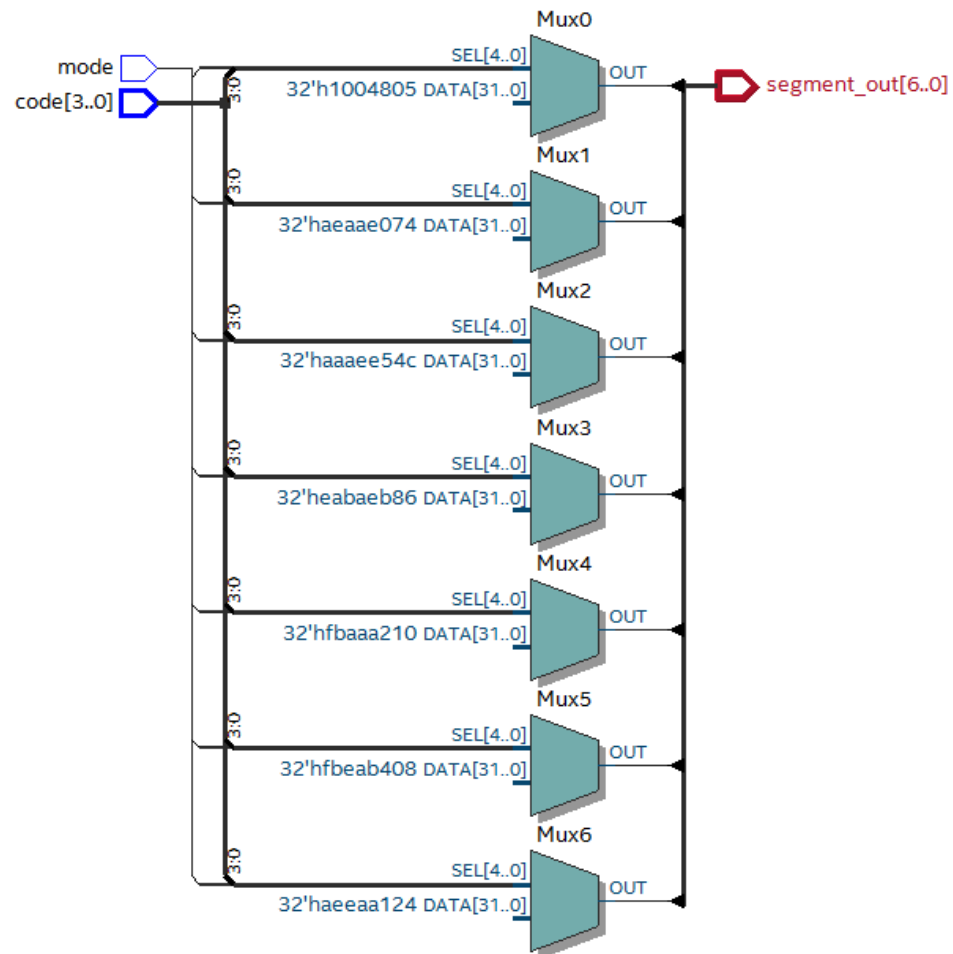 Mux0
mode
SEL[4..0]
code[3..0]
3:0
32'h1004805 DATA[31..0]
OUT
segment_out[6..0]
Mux1
3:0
SEL[4..0]
32'haeaae074 DATA[31..0]
OUT
Mux2
3:0
SEL[4..0]
32'haaaee54c DATA[31..0]
OUT
Mux3
3:0
SEL[4..0]
32'heabaeb86 DATA[31..0]
OUT
Mux4
3:0
SEL[4..0]
32'hfbaaa210 DATA[31..0]
OUT
Mux5
3:0
SEL[4..0]
32'hfbeab408 DATA[31..0]
OUT
Mux6
3:0
SEL[4..0]
32'haeeaa124 DATA[31..0]
OUT